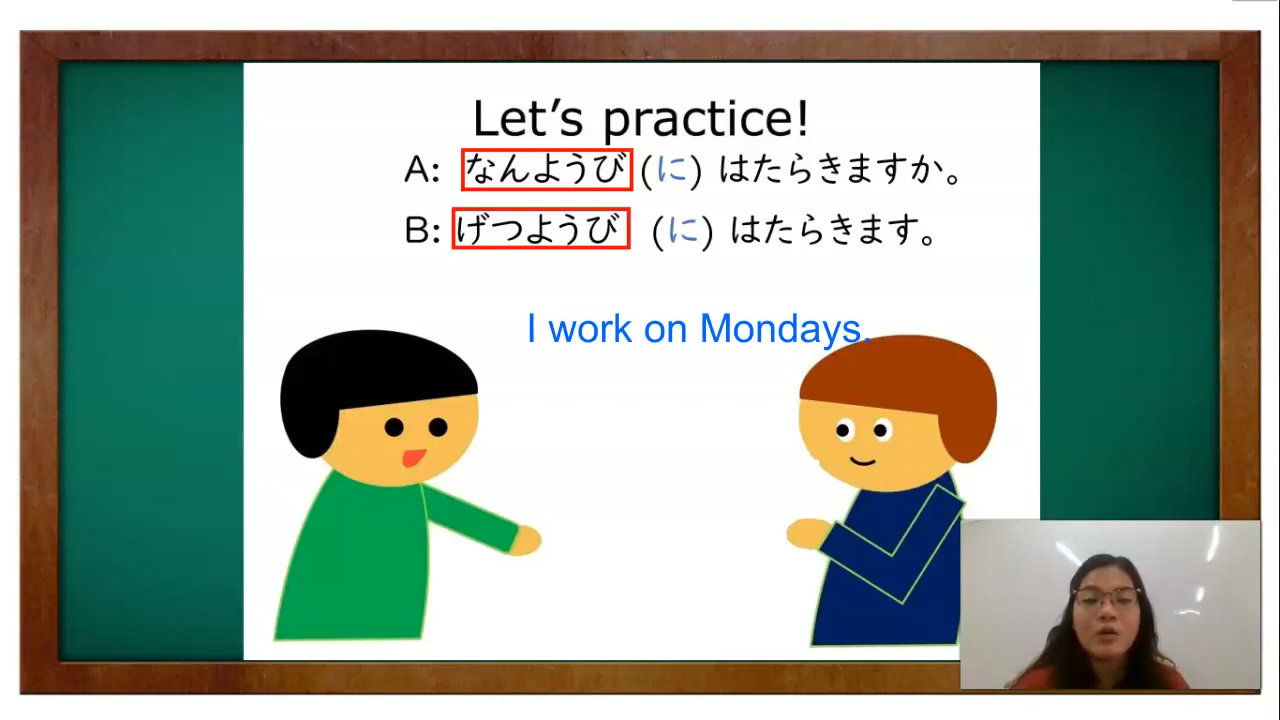 Let's practice!
A: なんようび (に) はたらきますか。
B: げつようび (に) はたらきます。
I work on Mondays.